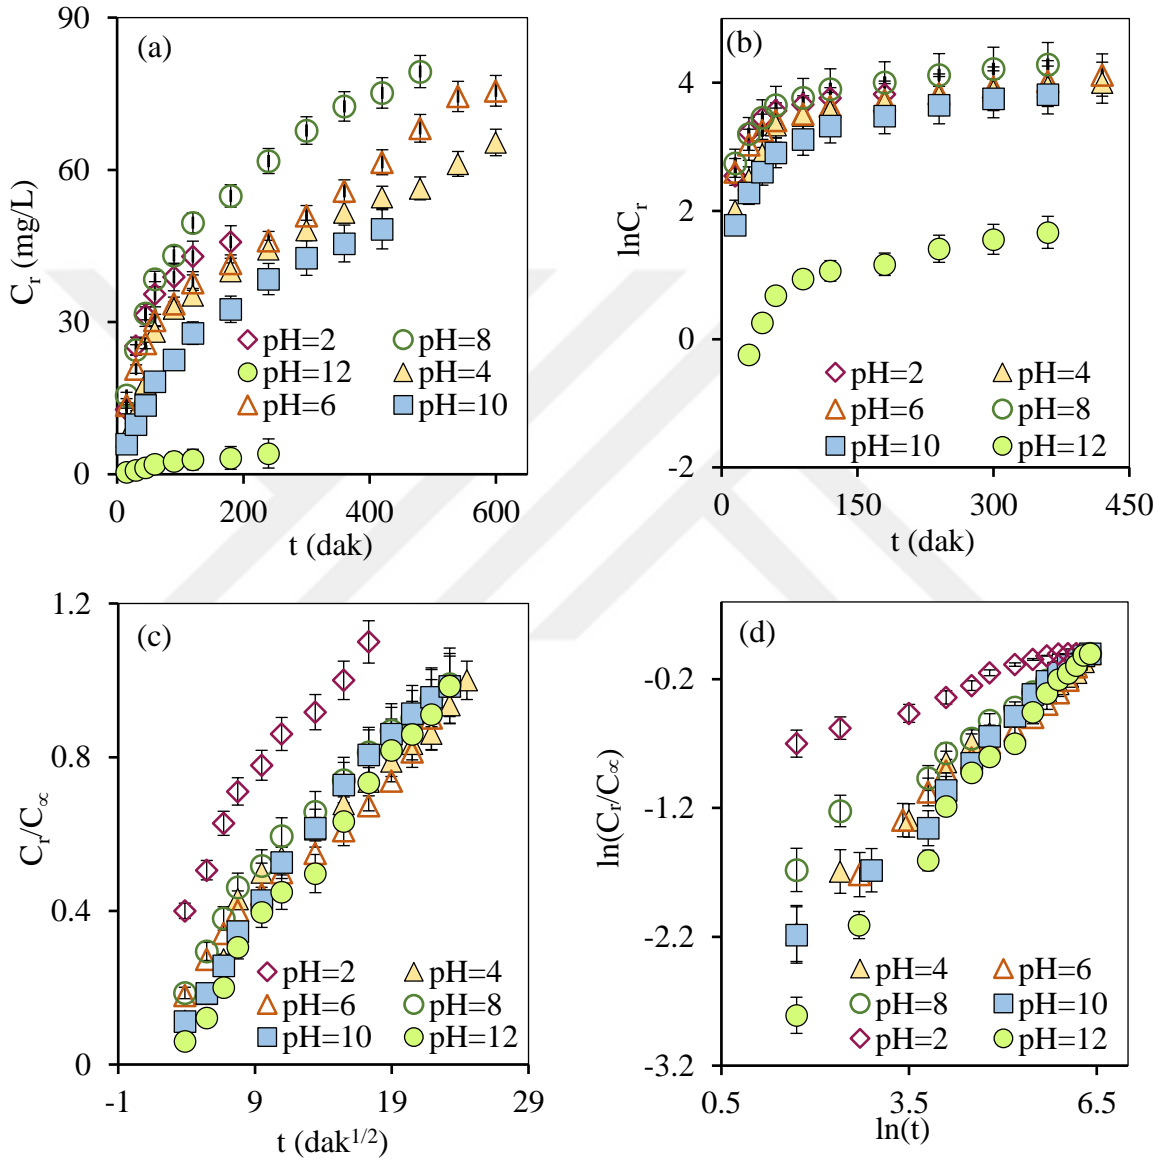 90
(a)
60
30
0
C_r (mg/L)
pH=2
pH=8
pH=12
pH=4
pH=6
pH=10
0
200
400
600
t (dak)
(b)
4
2
0
-2
lnC_r
pH=2
pH=4
pH=6
pH=8
pH=10
pH=12
0
150
300
450
t (dak)
1.2
(c)
0.8
0.4
0
C_r/C_∝
pH=2
pH=4
pH=6
pH=8
pH=10
pH=12
-1
9
19
29
t (dak^1/2)
(d)
-0.2
-1.2
-2.2
-3.2
ln(C_r/C_∝)
pH=4
pH=6
pH=8
pH=10
pH=2
pH=12
0.5
3.5
6.5
ln(t)